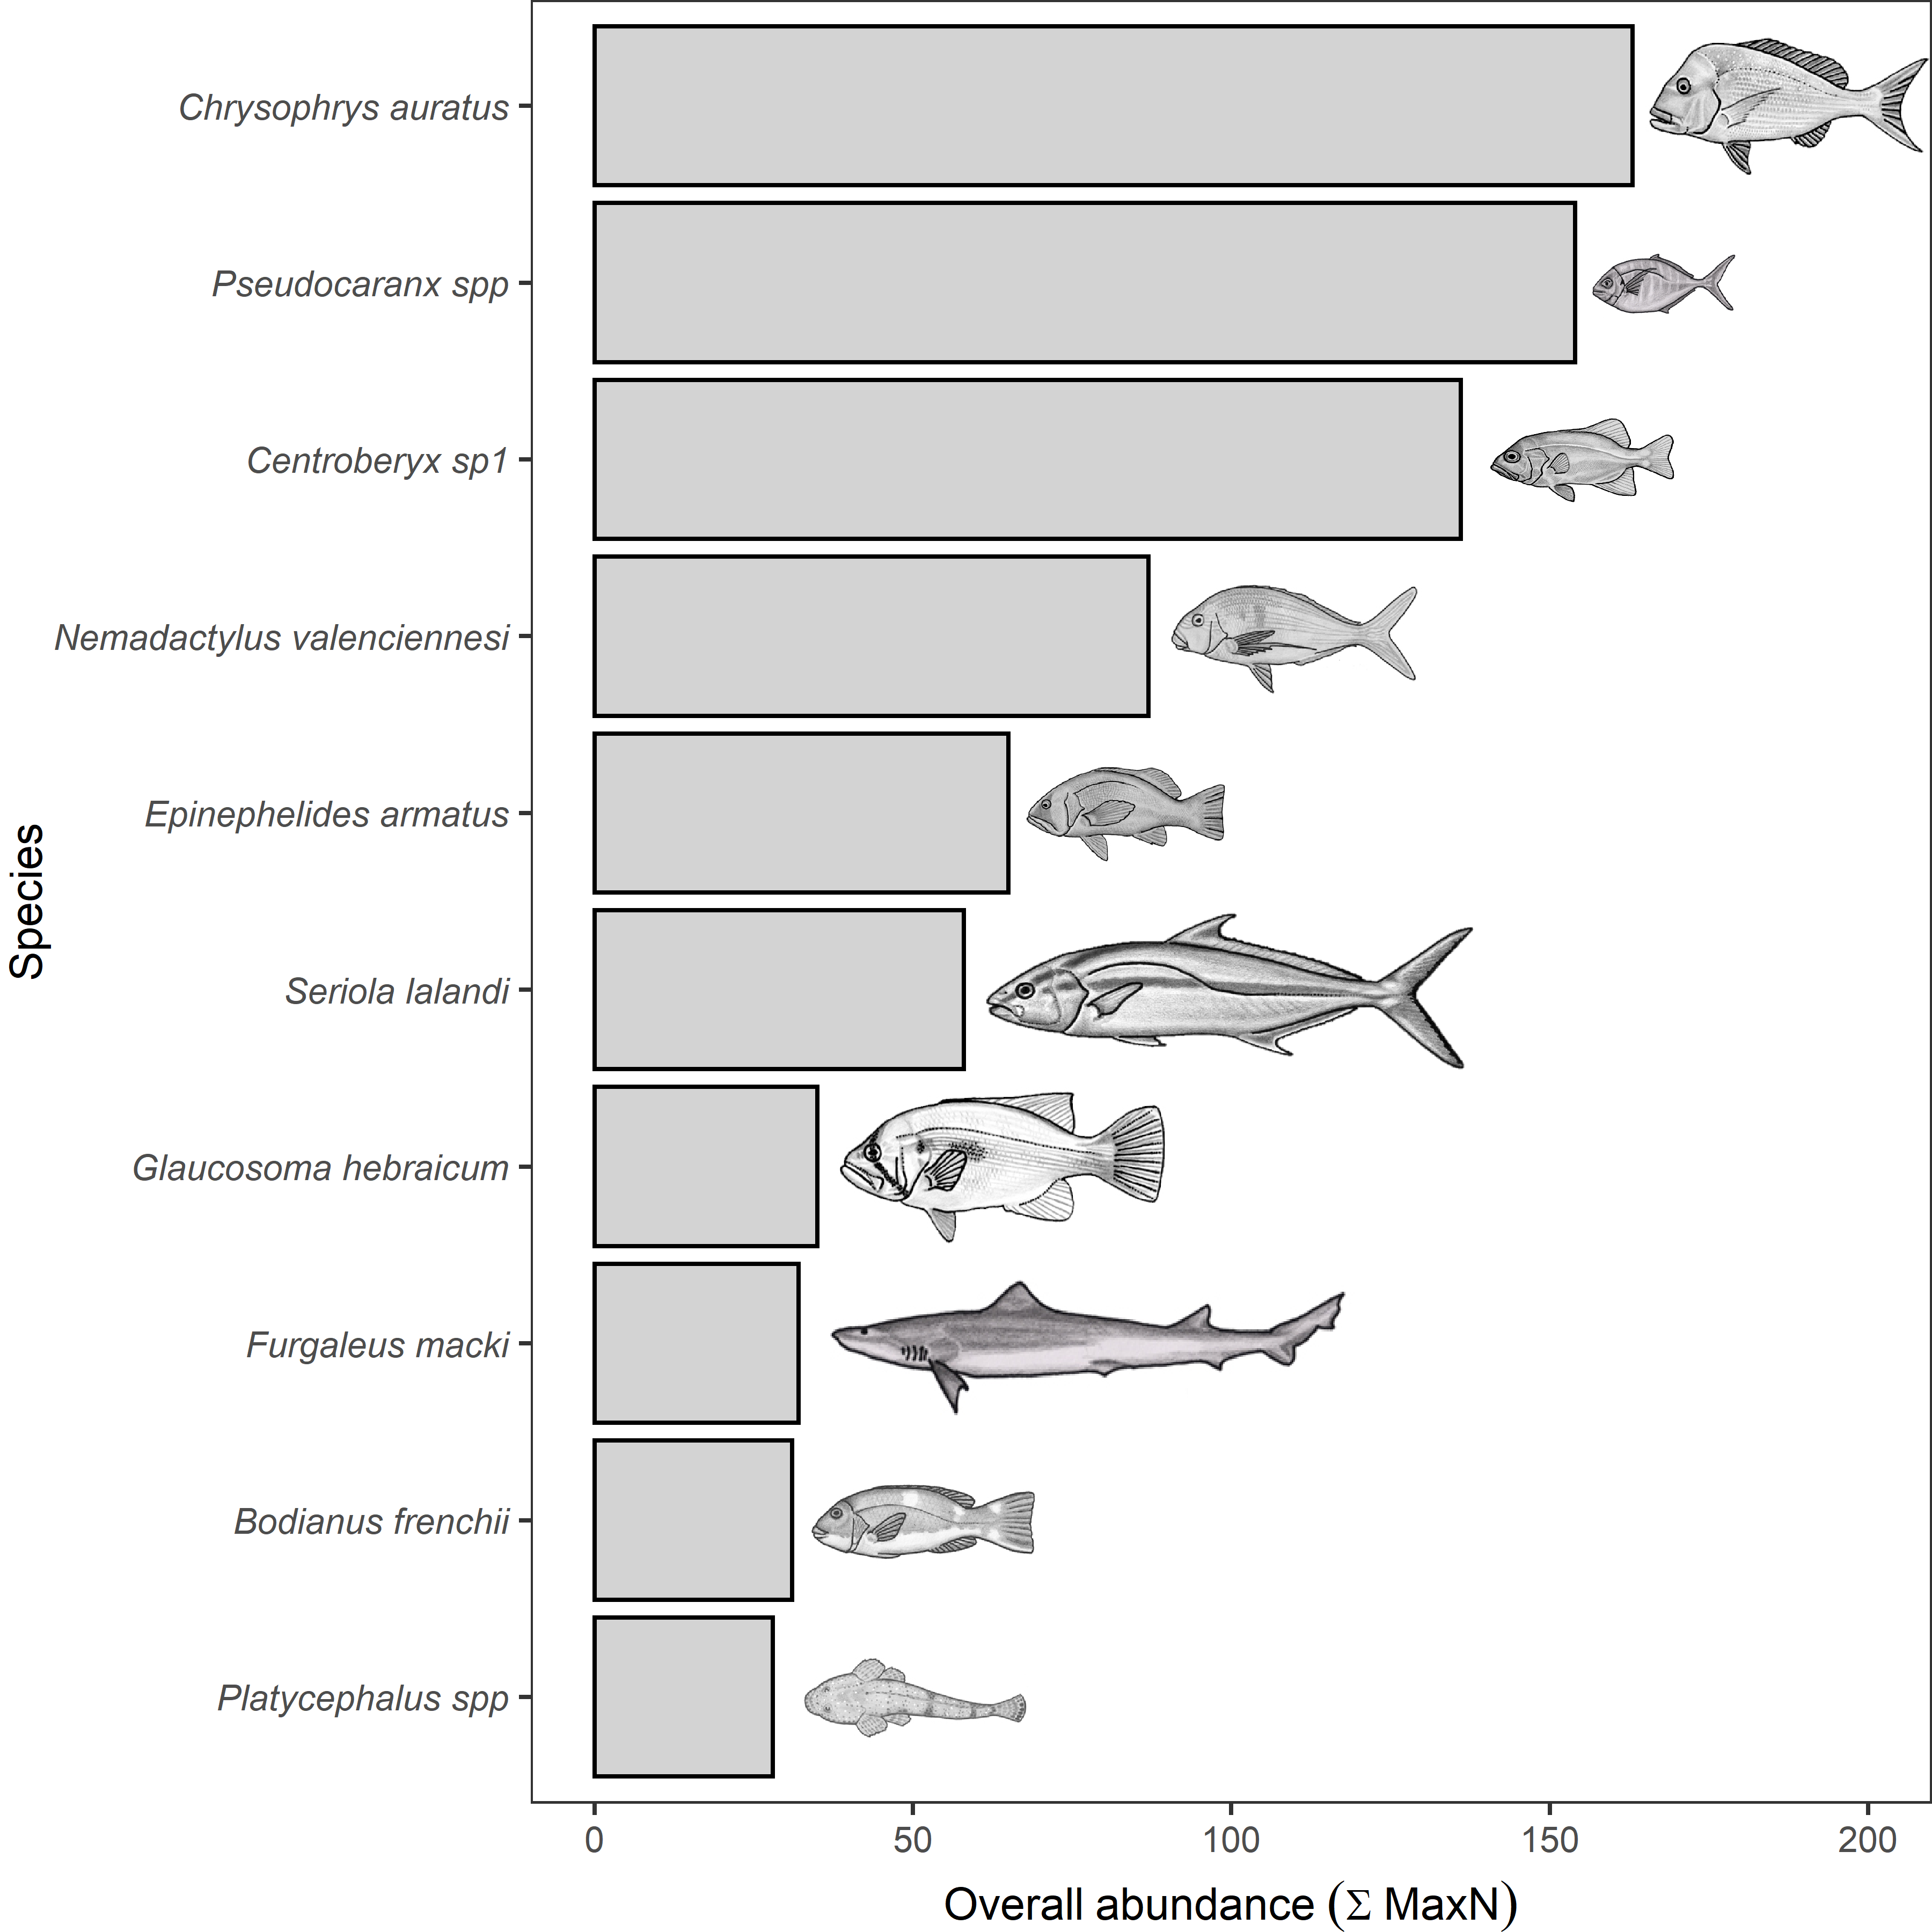 Chrysophrys auratus
Pseudocaranx spp
Centroberyx sp1
Nemadactylus valenciennesi
Epinephelides armatus
Seriola lalandi
Glaucosoma hebraicum
Furgaleus macki
Bodianus frenchii
Platycephalus spp
Species
0 50 100 150 200
Overall abundance (Σ MaxN)